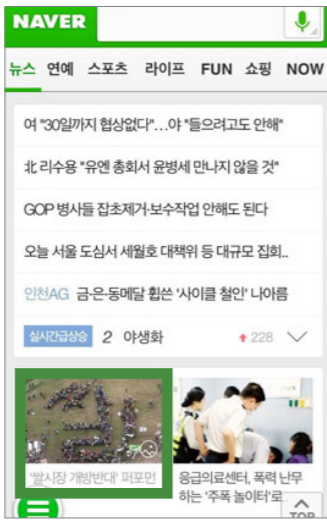 NAVER
뉴스 연예 스포츠 라이프 FUN 쇼핑 NOW
여 "30일까지 협상없다"…야 "들으려고도 안해"
北 리수용 "유엔 총회서 윤병세 만나지 않을 것"
GOP 병사들 잡초제거·보수작업 안해도 된다
오늘 서울 도심서 세월호 대책위 등 대규모 집회..
인천AG 금·은·동메달 휩쓴 '사이클 철인' 나아름
실시간급상승 2 야생화 228
'쌀시장 개방반대' 퍼포먼
응급의료센터, 폭력 난무
하는 '주폭 놀이터'로
TOP